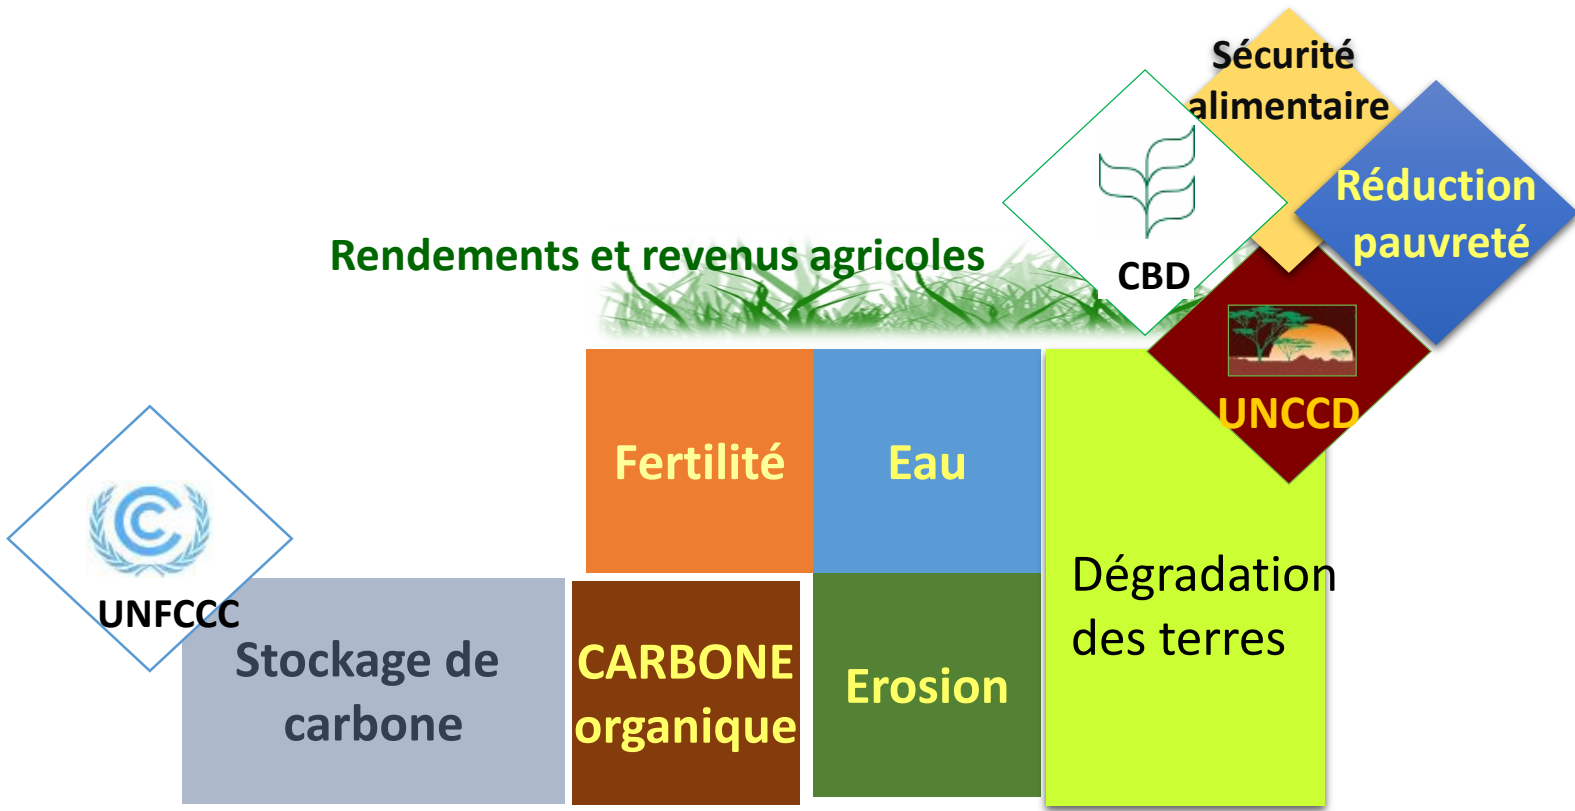 Sécurité
alimentaire
Réduction
pauvreté
Rendements et revenus agricoles
CBD
UNCCD
Fertilité
Eau
UNFCCC
Stockage de
carbone
CARBONE
organique
Erosion
Dégradation
des terres